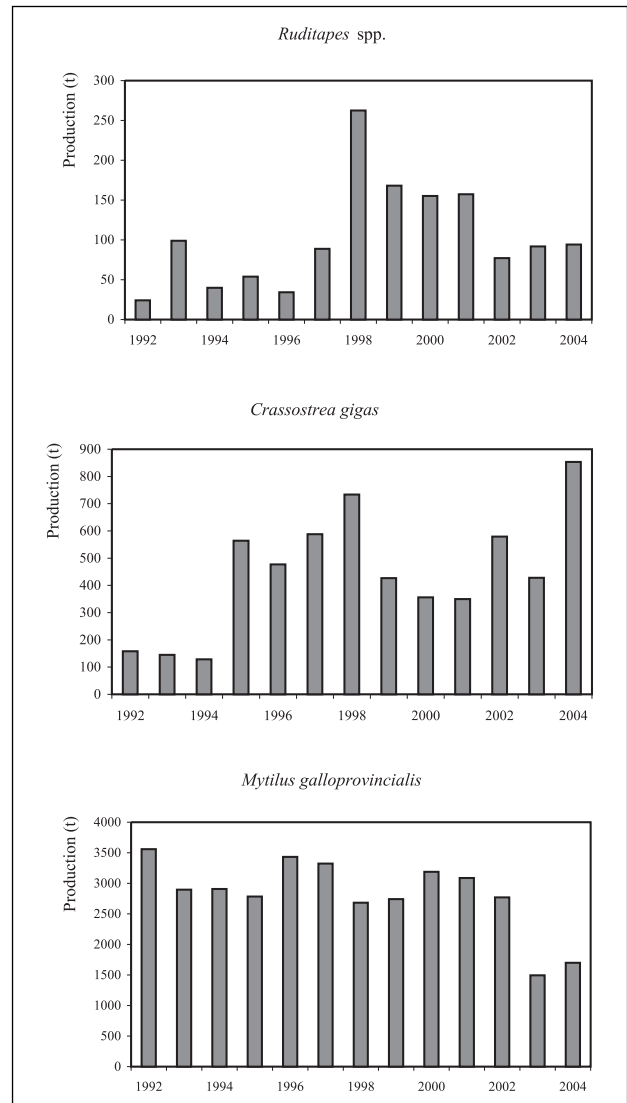 Ruditapes spp.
Production (t)
300
250
200
150
100
50
0
1992 1994 1996 1998 2000 2002 2004
Crassostrea gigas
Production (t)
900
800
700
600
500
400
300
200
100
0
1992 1994 1996 1998 2000 2002 2004
Mytilus galloprovincialis
Production (t)
4000
3500
3000
2500
2000
1500
1000
500
0
1992 1994 1996 1998 2000 2002 2004